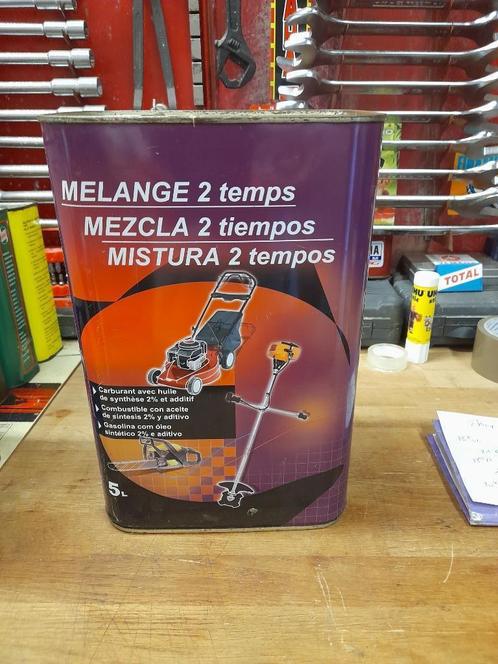 MELANGE 2 temps
MEZCLA 2 tiempos
MISTURA 2 tempos
Carburant avec huile
de synthèse 2% et additif
Combustible con aceite
de sintesis 2% y aditivo
Gasolina com óleo
sintético 2% e aditivo
5L
TOTAL